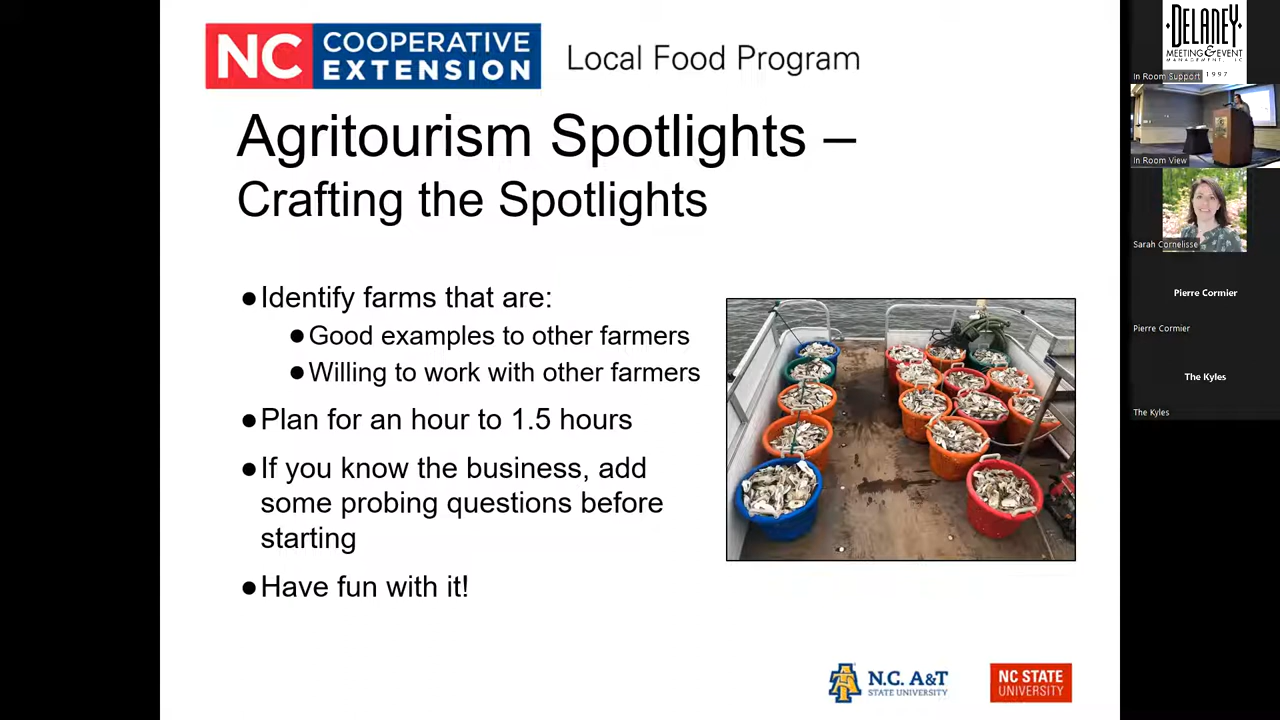 NC COOPERATIVE EXTENSION Local Food Program
Agritourism Spotlights –
Crafting the Spotlights
●Identify farms that are:
●Good examples to other farmers
●Willing to work with other farmers
●Plan for an hour to 1.5 hours
●If you know the business, add
some probing questions before
starting
●Have fun with it!
N.C. A&T
STATE UNIVERSITY
NC STATE
UNIVERSITY
DELANEY
MEETING & EVENT
MANAGEMENT, LLC
1997
In Room Support
In Room View
Sarah Cornelisse
Pierre Cormier
Pierre Cormier
The Kyles
The Kyles